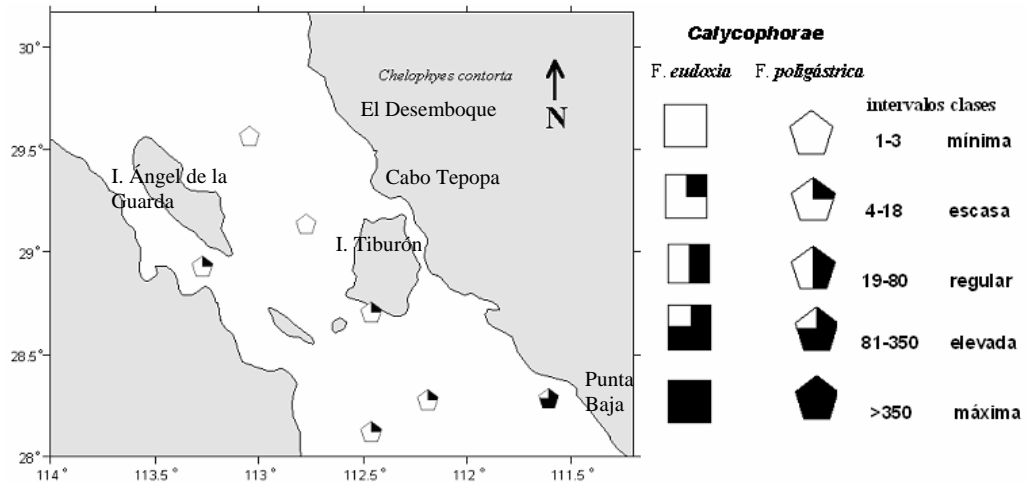 30°
29.5°
29°
28.5°
28°
114 °
113.5 °
113 °
112.5 °
112 °
111.5 °
Chelophyes contorta
El Desemboque
N
I. Ángel de la
Guarda
Cabo Tepopa
I. Tiburón
Punta
Baja
Calycophorae
F. eudoxia F. poligástrica
intervalos clases
1-3 mínima
4-18 escasa
19-80 regular
81-350 elevada
>350 máxima